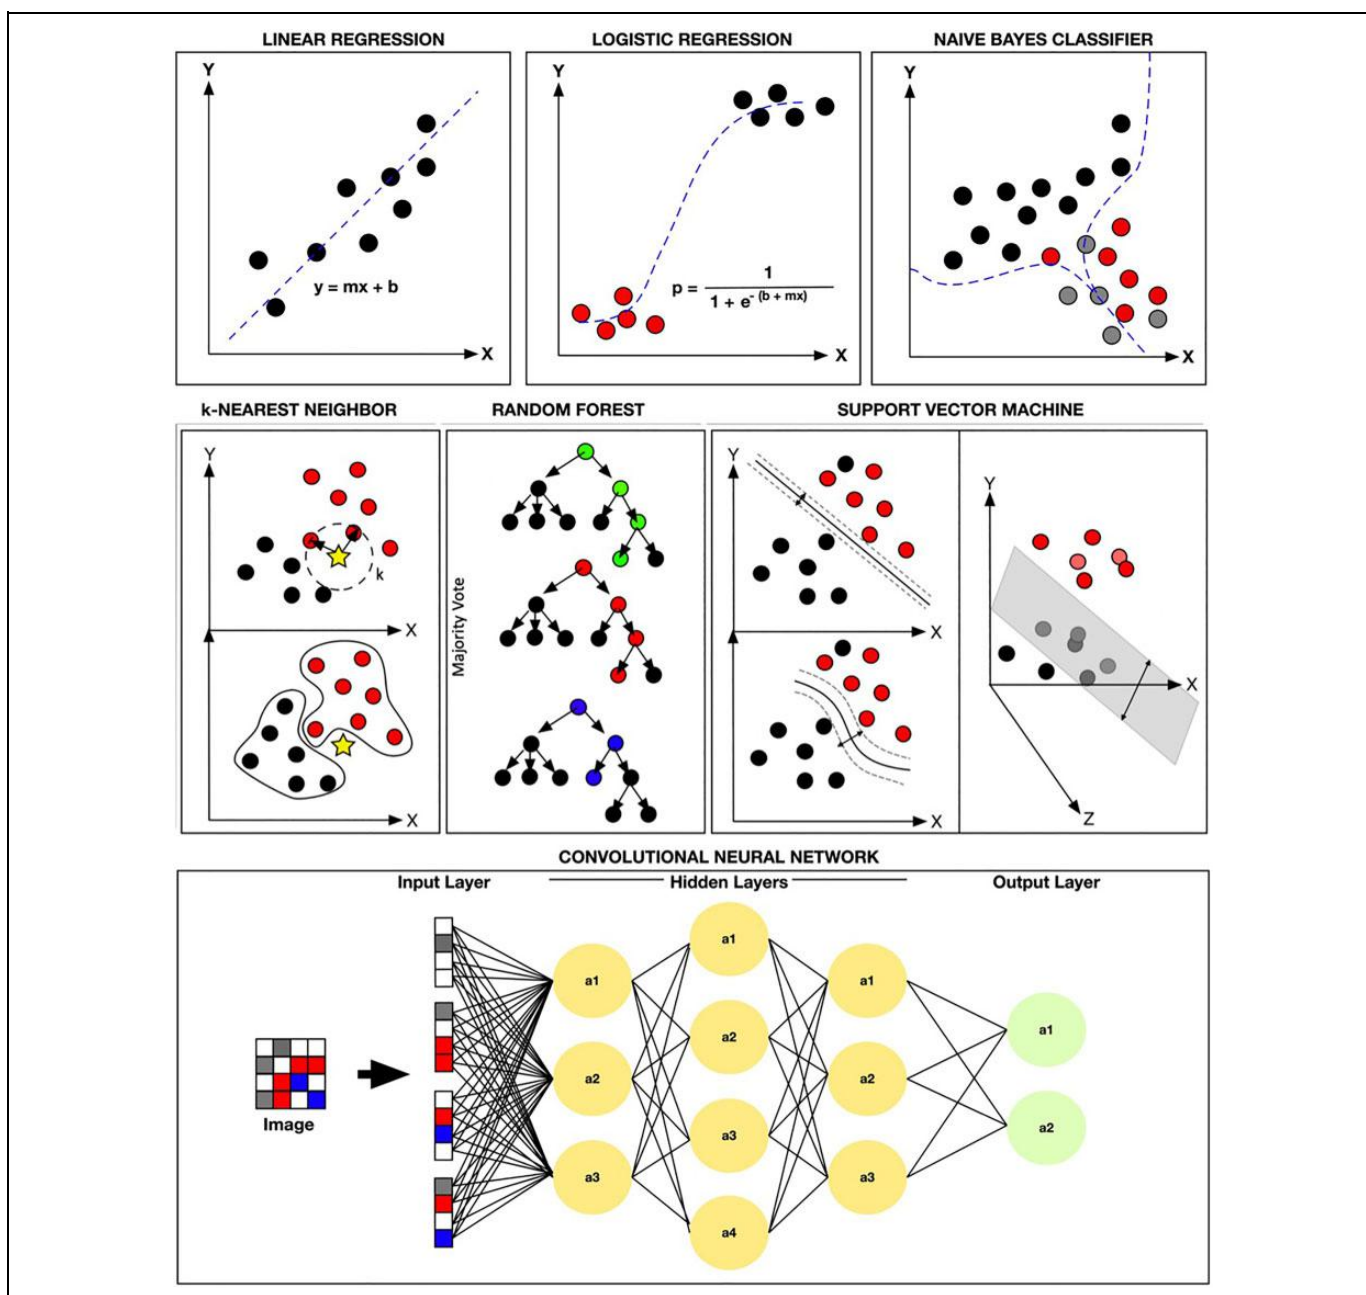 LINEAR REGRESSION
Y
y = mx + b
X
LOGISTIC REGRESSION
Y
p = 1 / 1 + e- (b + mx)
X
NAIVE BAYES CLASSIFIER
Y
X
k-NEAREST NEIGHBOR
Y
k
X
X
RANDOM FOREST
Majority Vote
SUPPORT VECTOR MACHINE
Y
X
X
Y
X
Z
CONVOLUTIONAL NEURAL NETWORK
Input Layer
Hidden Layers
Output Layer
Image
a1
a2
a3
a1
a2
a3
a4
a1
a2
a3
a1
a2